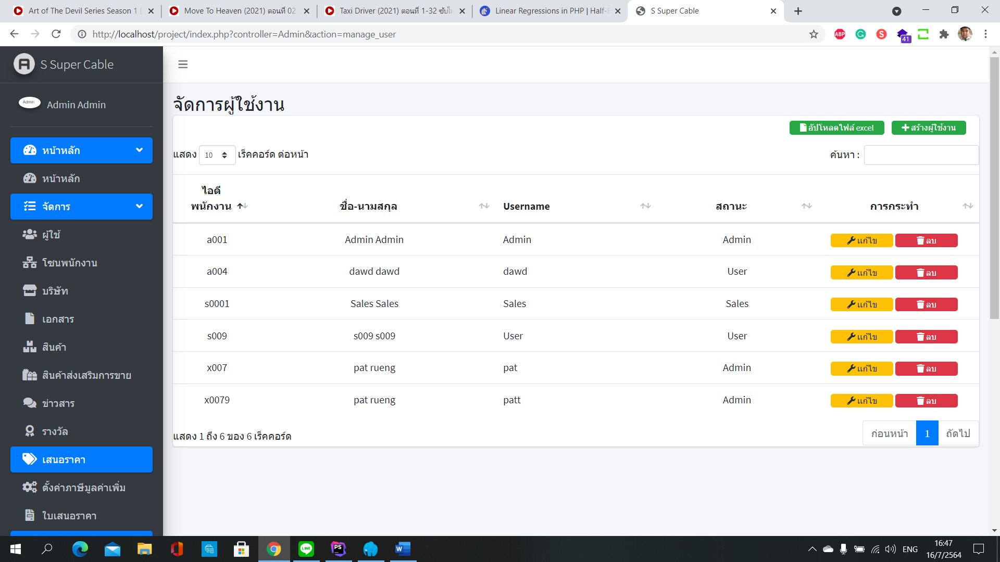 Art of The Devil Series Season 1 (
Move To Heaven (2021) ตอนที่ 02
Taxi Driver (2021) ตอนที่ 1-32 ซับไท
Linear Regressions in PHP | Half-E
S Super Cable
http://localhost/project/index.php?controller=Admin&action=manage_user
ABP
G
S
41
S Super Cable
Admin
Admin Admin
หน้าหลัก
หน้าหลัก
จัดการ
ผู้ใช้
โซนพนักงาน
บริษัท
เอกสาร
สินค้า
สินค้าส่งเสริมการขาย
ข่าวสาร
รางวัล
เสนอราคา
ตั้งค่าภาษีมูลค่าเพิ่ม
ใบเสนอราคา
จัดการผู้ใช้งาน
อัปโหลดไฟล์ excel สร้างผู้ใช้งาน
แสดง 10 เร็คคอร์ด ต่อหน้า ค้นหา :
ไอดี
พนักงาน ชื่อ-นามสกุล Username สถานะ การกระทำ
a001 Admin Admin Admin Admin แก้ไข ลบ
a004 dawd dawd dawd User แก้ไข ลบ
s0001 Sales Sales Sales Sales แก้ไข ลบ
s009 s009 s009 User User แก้ไข ลบ
x007 pat rueng pat Admin แก้ไข ลบ
x0079 pat rueng patt Admin แก้ไข ลบ
แสดง 1 ถึง 6 ของ 6 เร็คคอร์ด
ก่อนหน้า 1 ถัดไป
LINE
PS
W
ENG
16:47
16/7/2564